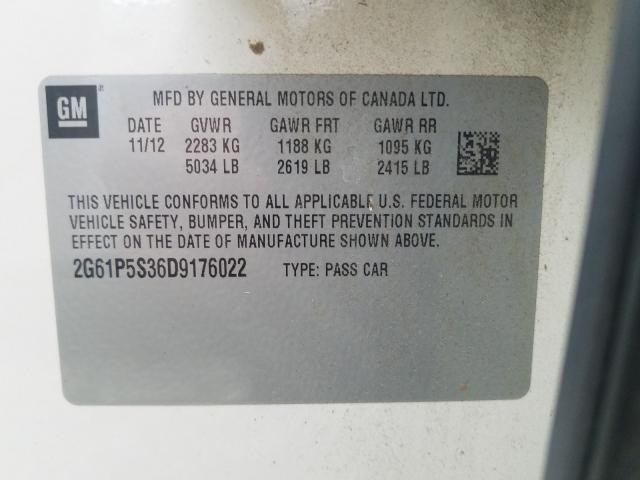 GM
MFD BY GENERAL MOTORS OF CANADA LTD.
DATE GVWR GAWR FRT GAWR RR
11/12 2283 KG 1188 KG 1095 KG
5034 LB 2619 LB 2415 LB
THIS VEHICLE CONFORMS TO ALL APPLICABLE U.S. FEDERAL MOTOR
VEHICLE SAFETY, BUMPER, AND THEFT PREVENTION STANDARDS IN
EFFECT ON THE DATE OF MANUFACTURE SHOWN ABOVE.
2G61P5S36D9176022 TYPE: PASS CAR